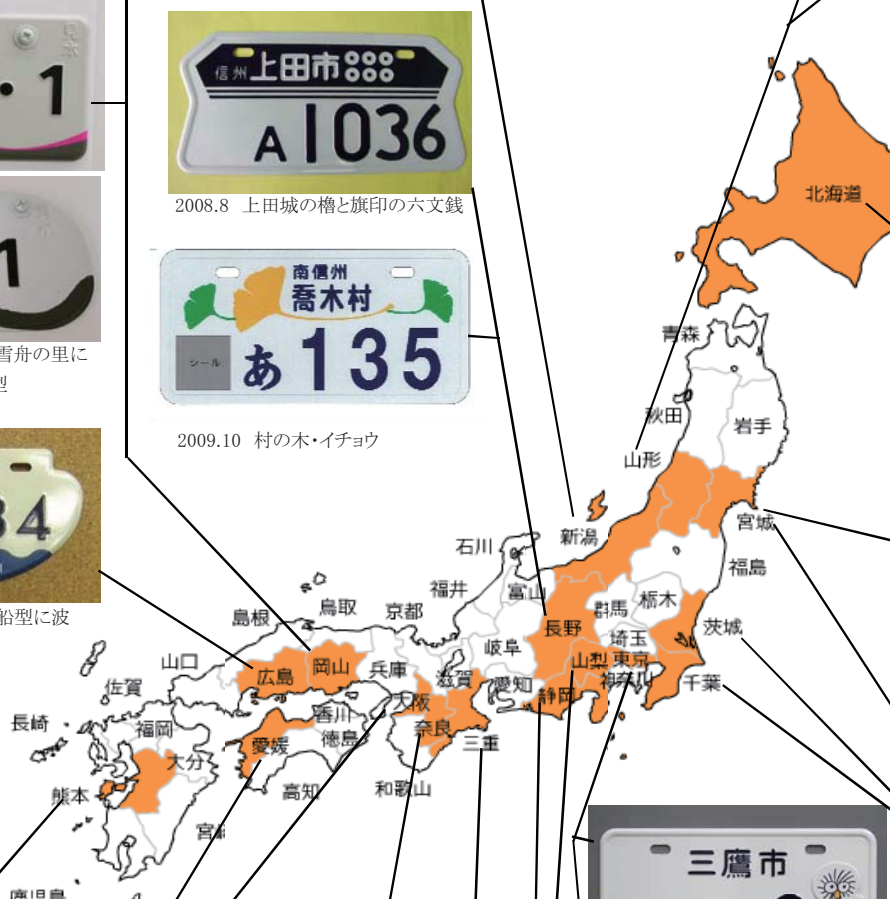 ・1
信州 上田市
A 1036
2008.8 上田城の櫓と旗印の六文銭
南信州
喬木村
シール
あ 135
2009.10 村の木・イチョウ
1
雪舟の里に
型
34
船型に波
北海道
青森
秋田
岩手
山形
宮城
新潟
石川
福島
富山
福井
群馬
栃木
鳥取
京都
島根
長野
埼玉
茨城
岐阜
山口
広島
岡山
兵庫
滋賀
山梨
東京
神奈川
千葉
佐賀
愛知
静岡
大阪
長崎
福岡
香川
奈良
徳島
愛媛
三重
大分
熊本
高知
和歌山
三鷹市